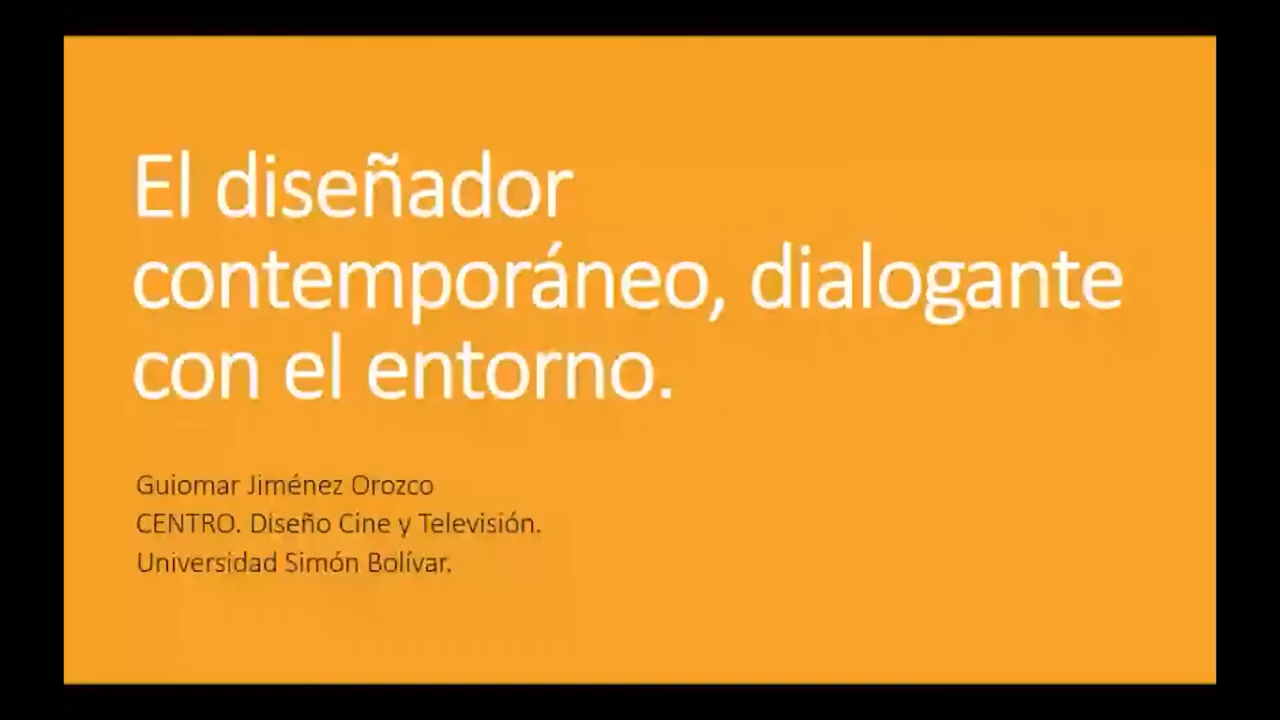 El diseñador
contemporáneo, dialogante
con el entorno.
Guiomar Jiménez Orozco
CENTRO. Diseño Cine y Televisión.
Universidad Simón Bolívar.